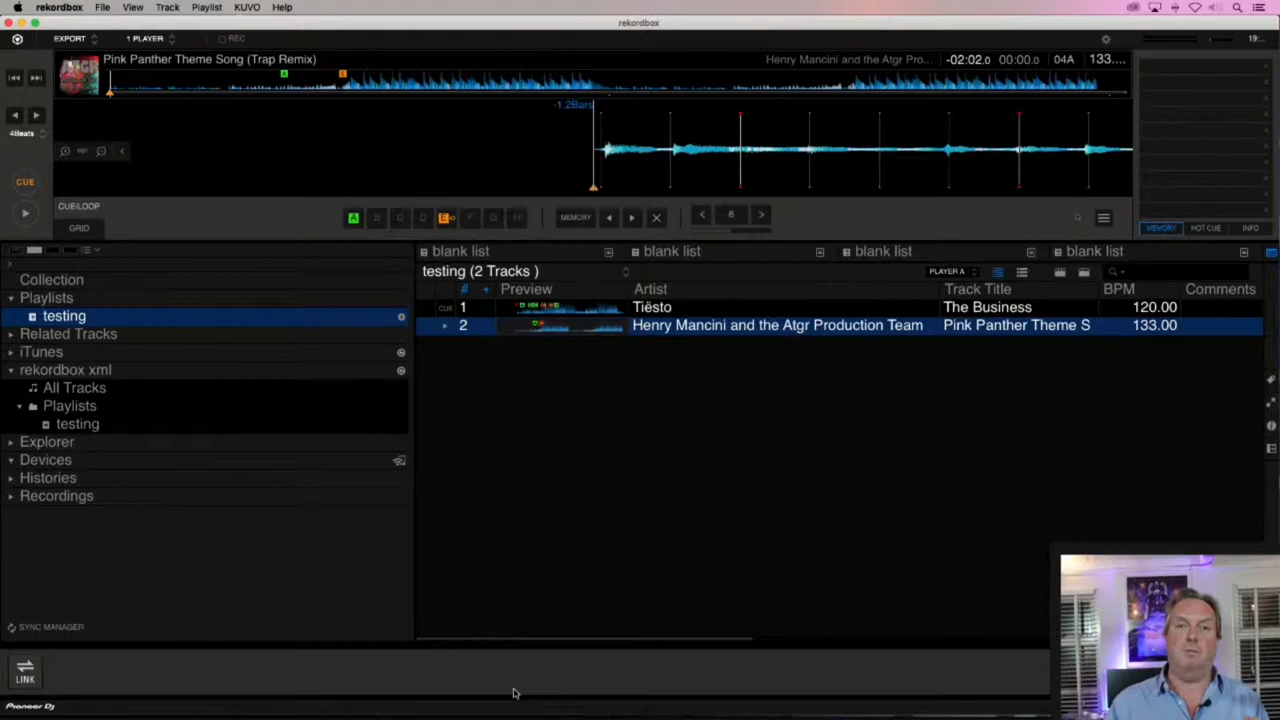 rekordbox File View Track Playlist KUVO Help
rekordbox
EXPORT 1 PLAYER REC 19:...
Pink Panther Theme Song (Trap Remix) Henry Mancini and the Atgr Pro... -02:02.0 00:00.0 04A 133....
-1.2Bars
4Beats
CUE
CUE/LOOP
GRID
A B C D E F G H MEMORY 8
MEMORY HOT CUE INFO
blank list blank list blank list blank list
testing (2 Tracks ) PLAYER A
# Preview Artist Track Title BPM Comments
CUE 1 Tiësto The Business 120.00
2 Henry Mancini and the Atgr Production Team Pink Panther Theme S 133.00
Collection
Playlists
testing
Related Tracks
iTunes
rekordbox xml
All Tracks
Playlists
testing
Explorer
Devices
Histories
Recordings
SYNC MANAGER
LINK
Pioneer Dj